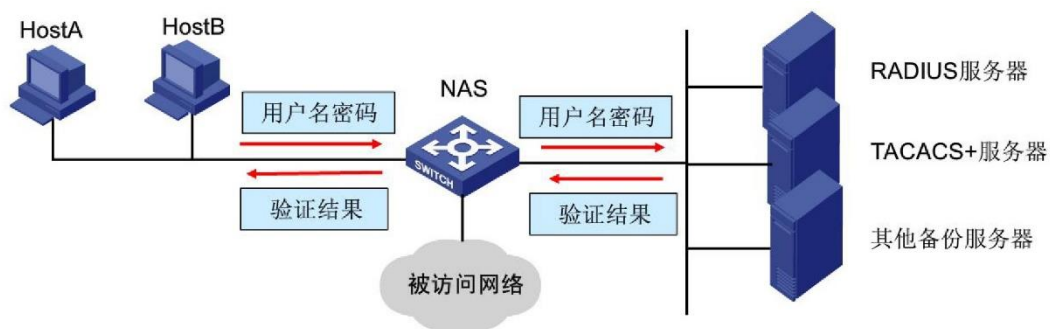 HostA
HostB
NAS
用户名密码
用户名密码
RADIUS服务器
TACACS+服务器
SWITCH
验证结果
验证结果
其他备份服务器
被访问网络